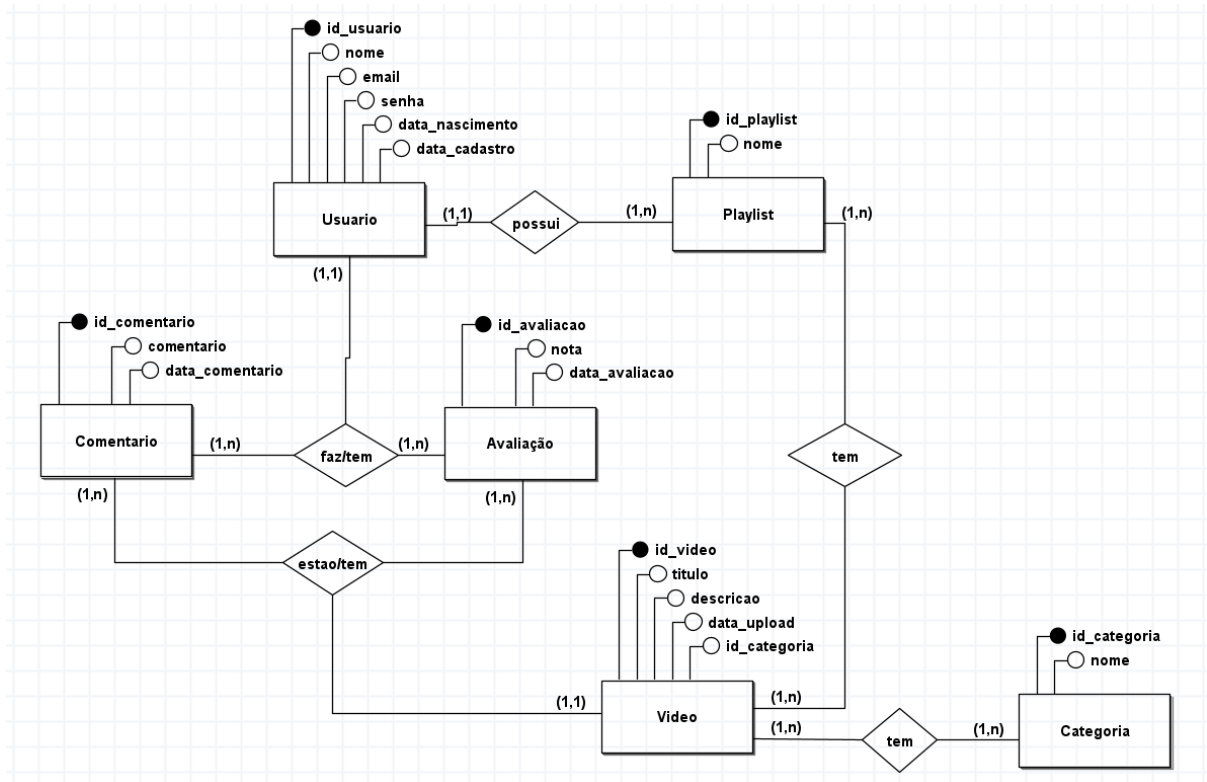 id_usuario
nome
email
senha
data_nascimento
data_cadastro
Usuario
(1,1)
possui
(1,n)
id_playlist
nome
Playlist
(1,n)
(1,1)
id_comentario
comentario
data_comentario
Comentario
(1,n)
faz/tem
(1,n)
id_avaliacao
nota
data_avaliacao
Avaliação
tem
(1,n)
(1,n)
estao/tem
(1,1)
id_video
titulo
descricao
data_upload
id_categoria
Video
(1,n)
(1,n)
tem
(1,n)
id_categoria
nome
Categoria